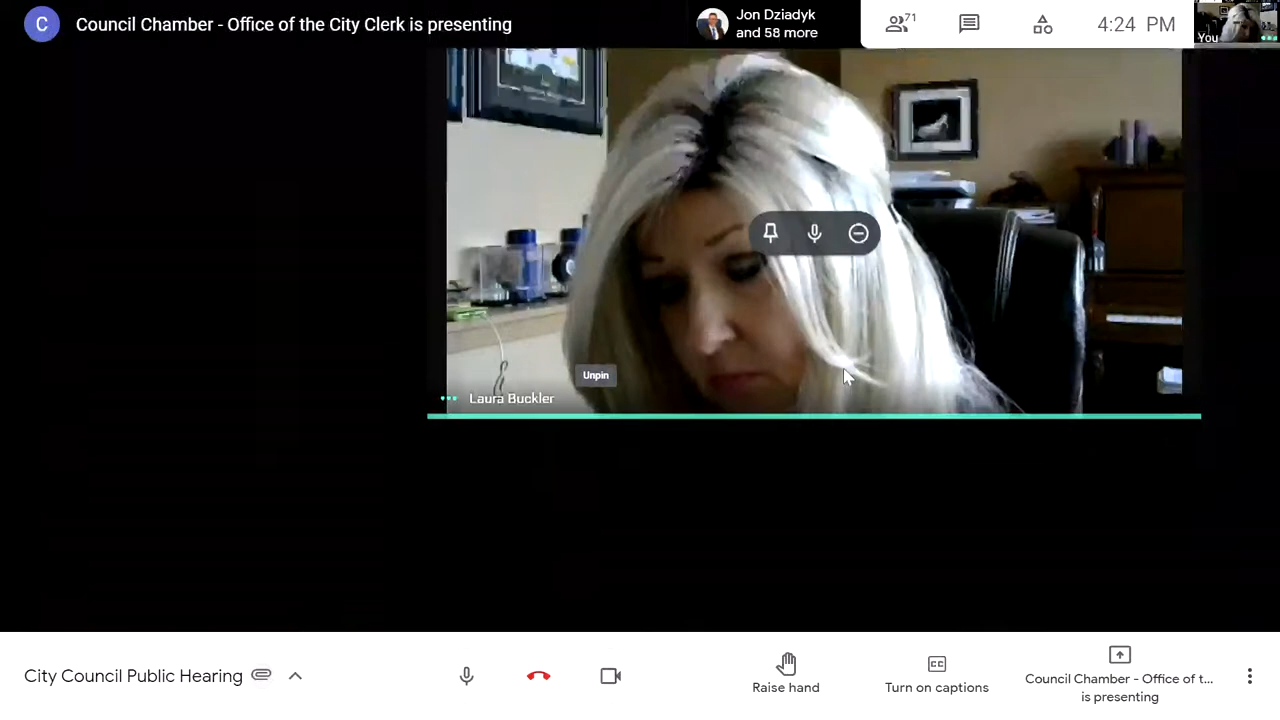 C
Council Chamber - Office of the City Clerk is presenting
Jon Dziadyk
and 58 more
71
4:24 PM
You
Unpin
Laura Buckler
City Council Public Hearing
Raise hand
CC
Turn on captions
Council Chamber - Office of t...
is presenting